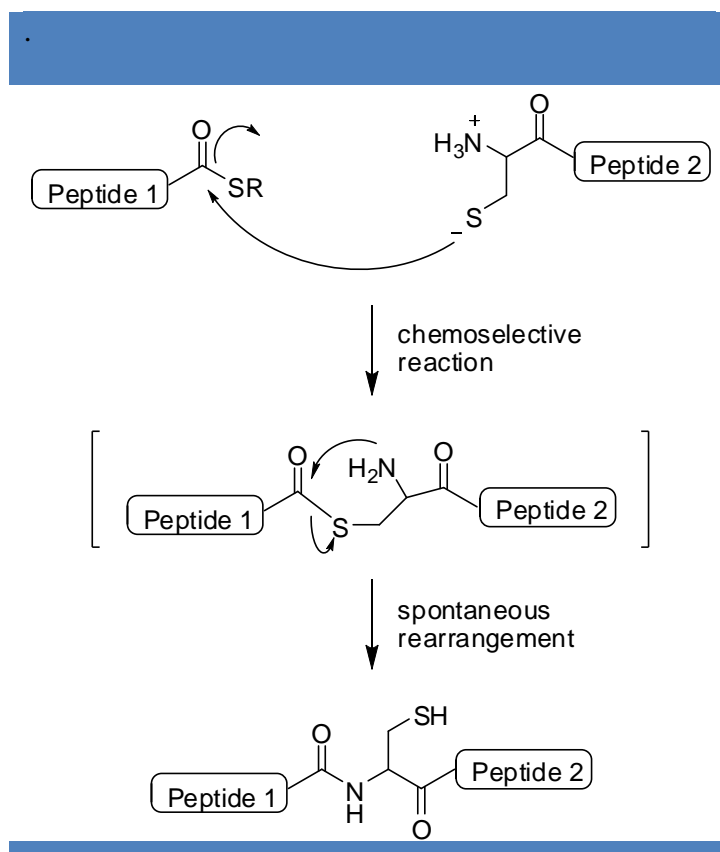 .
O
O
+
H3N
Peptide 1
SR
Peptide 2
S
−
chemoselective
reaction
O
H2N
O
Peptide 1
S
Peptide 2
spontaneous
rearrangement
SH
O
Peptide 2
Peptide 1
N
H
O